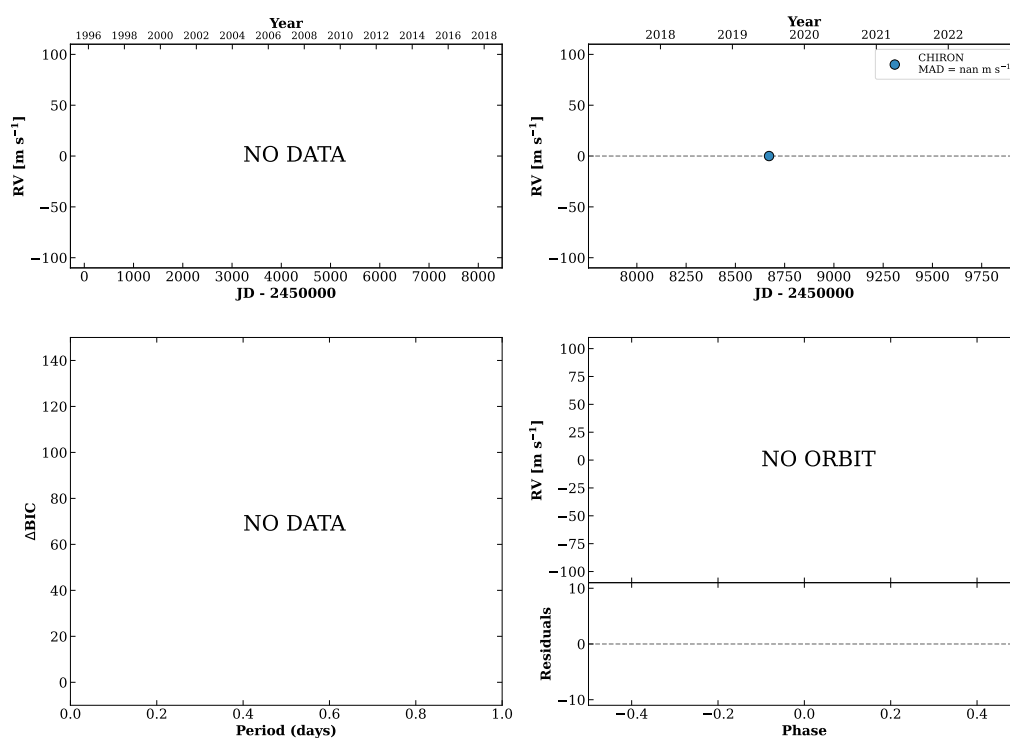 Year
1996 1998 2000 2002 2004 2006 2008 2010 2012 2014 2016 2018
100
50
0
−50
−100
RV [m s⁻¹]
NO DATA
0 1000 2000 3000 4000 5000 6000 7000 8000
JD - 2450000
Year
2018 2019 2020 2021 2022
CHIRON
MAD = nan m s⁻¹
100
50
0
−50
−100
RV [m s⁻¹]
8000 8250 8500 8750 9000 9250 9500 9750
JD - 2450000
140
120
100
80
60
40
20
0
ΔBIC
NO DATA
0.0 0.2 0.4 0.6 0.8 1.0
Period (days)
100
75
50
25
0
−25
−50
−75
−100
RV [m s⁻¹]
NO ORBIT
10
0
−10
Residuals
−0.4 −0.2 0.0 0.2 0.4
Phase